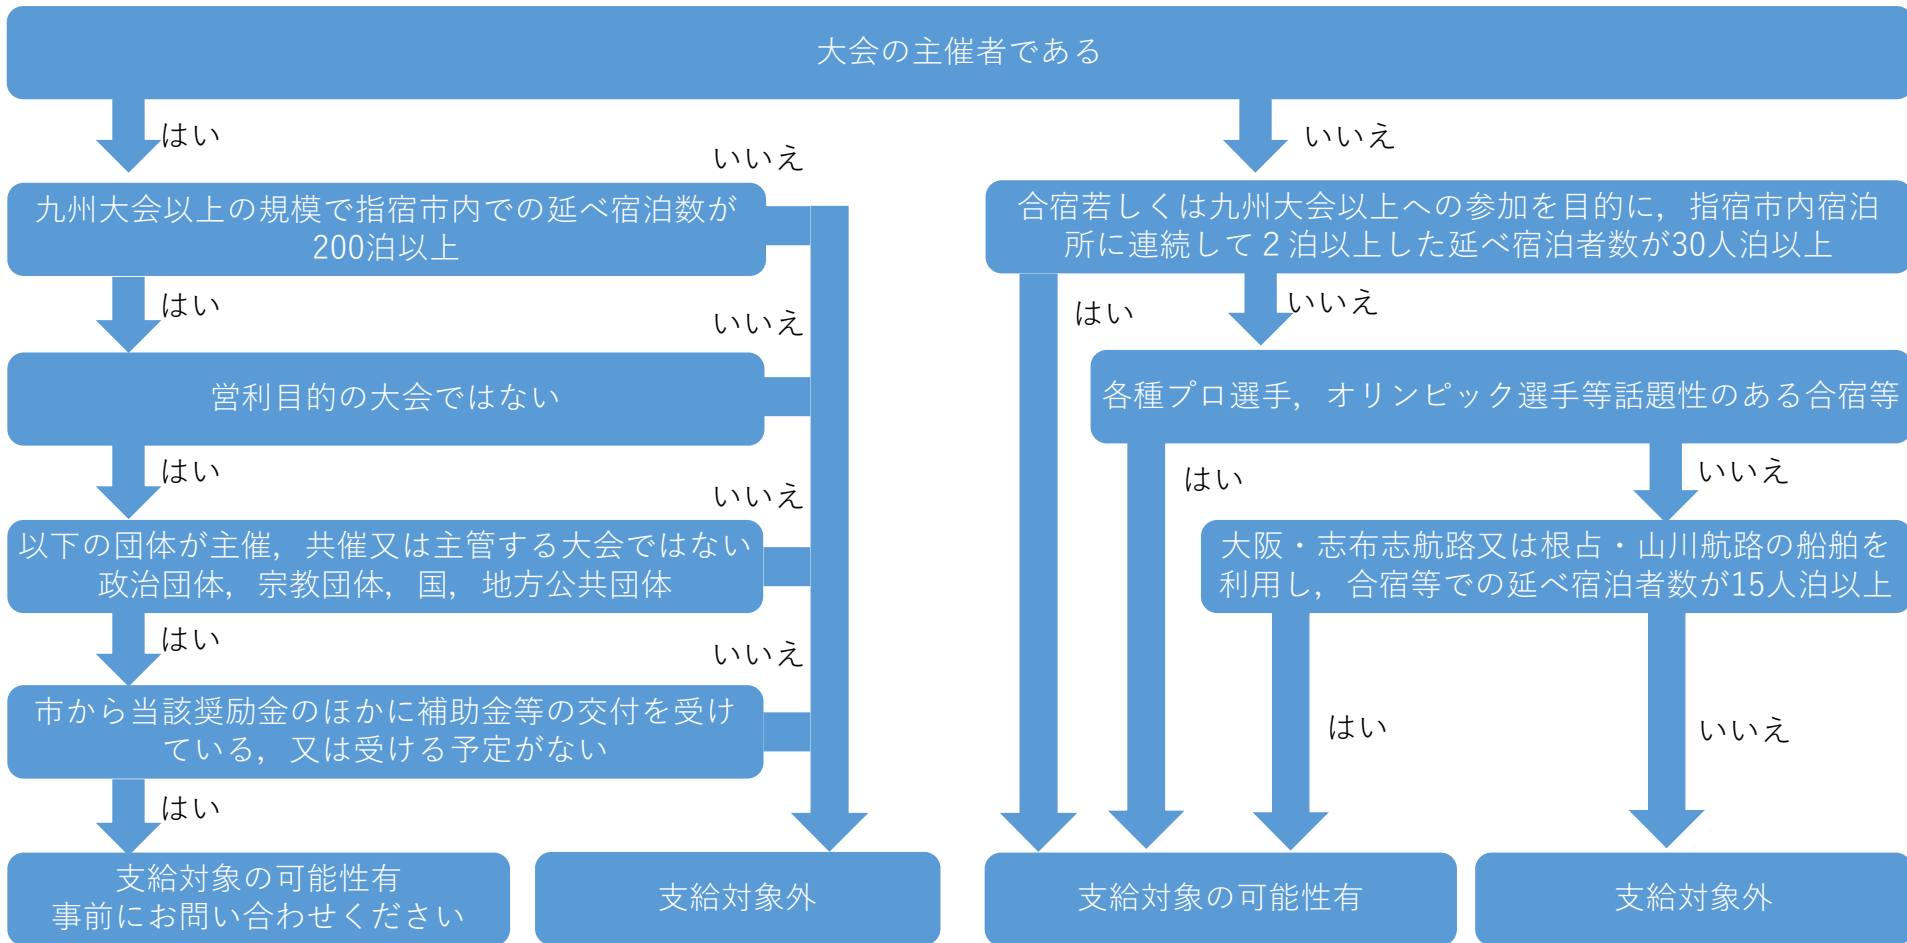 大会の主催者である
はい
いいえ
いいえ
九州大会以上の規模で指宿市内での延べ宿泊数が
200泊以上
合宿若しくは九州大会以上への参加を目的に，指宿市内宿泊
所に連続して２泊以上した延べ宿泊者数が30人泊以上
はい
いいえ
はい
いいえ
営利目的の大会ではない
各種プロ選手，オリンピック選手等話題性のある合宿等
はい
いいえ
はい
いいえ
以下の団体が主催，共催又は主管する大会ではない
政治団体，宗教団体，国，地方公共団体
大阪・志布志航路又は根占・山川航路の船舶を
利用し，合宿等での延べ宿泊者数が15人泊以上
はい
いいえ
市から当該奨励金のほかに補助金等の交付を受け
ている，又は受ける予定がない
はい
いいえ
はい
支給対象の可能性有
事前にお問い合わせください
支給対象外
支給対象の可能性有
支給対象外